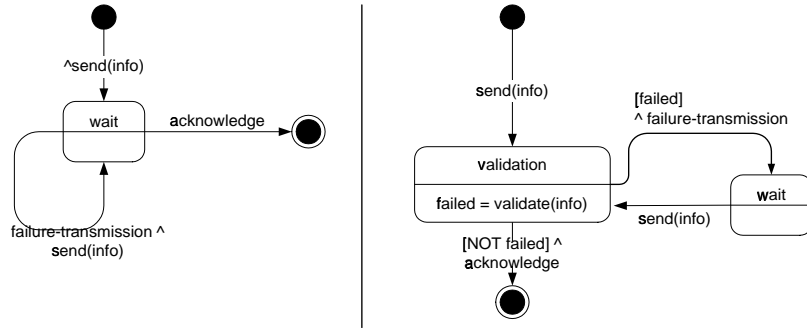 ^send(info)
wait
acknowledge
failure-transmission ^
send(info)
send(info)
[failed]
^ failure-transmission
validation
failed = validate(info)
wait
send(info)
[NOT failed] ^
acknowledge